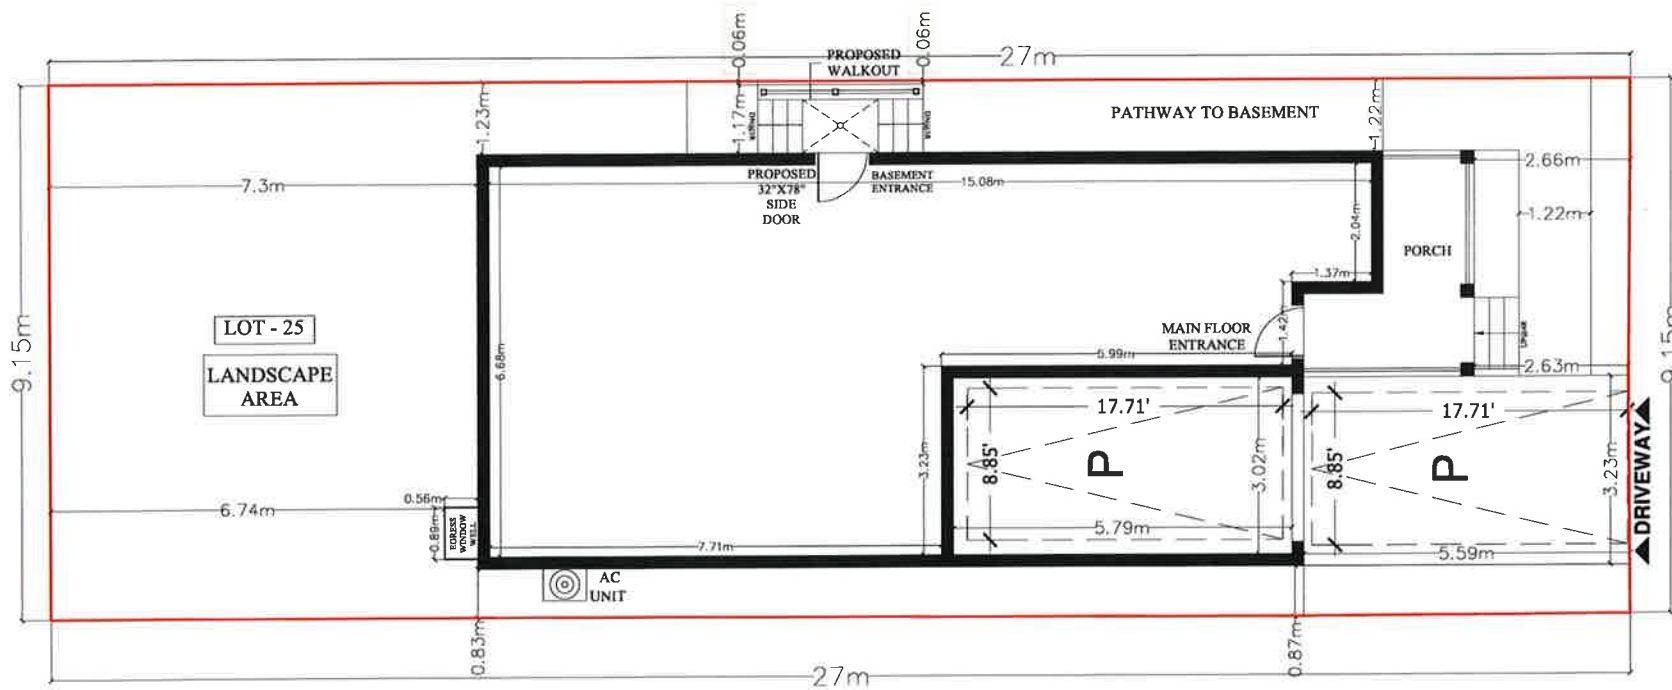 0.06m
0.06m
27m
PROPOSED
WALKOUT
1.23m
1.17m
PATHWAY TO BASEMENT
1.22m
2.66m
7.3m
PROPOSED
32"X78"
SIDE
DOOR
BASEMENT
ENTRANCE
15.08m
2.04m
1.22m
PORCH
1.37m
9.15m
LOT - 25
LANDSCAPE
AREA
6.68m
MAIN FLOOR
ENTRANCE
1.42m
9.15m
5.99m
2.63m
17.71'
17.71'
3.23m
8.85'
P
3.02m
8.85'
P
3.23m
DRIVEWAY
0.56m
6.74m
0.89m
EGRESS
WINDOW
WELL
5.79m
5.59m
7.71m
AC
UNIT
0.83m
0.87m
27m